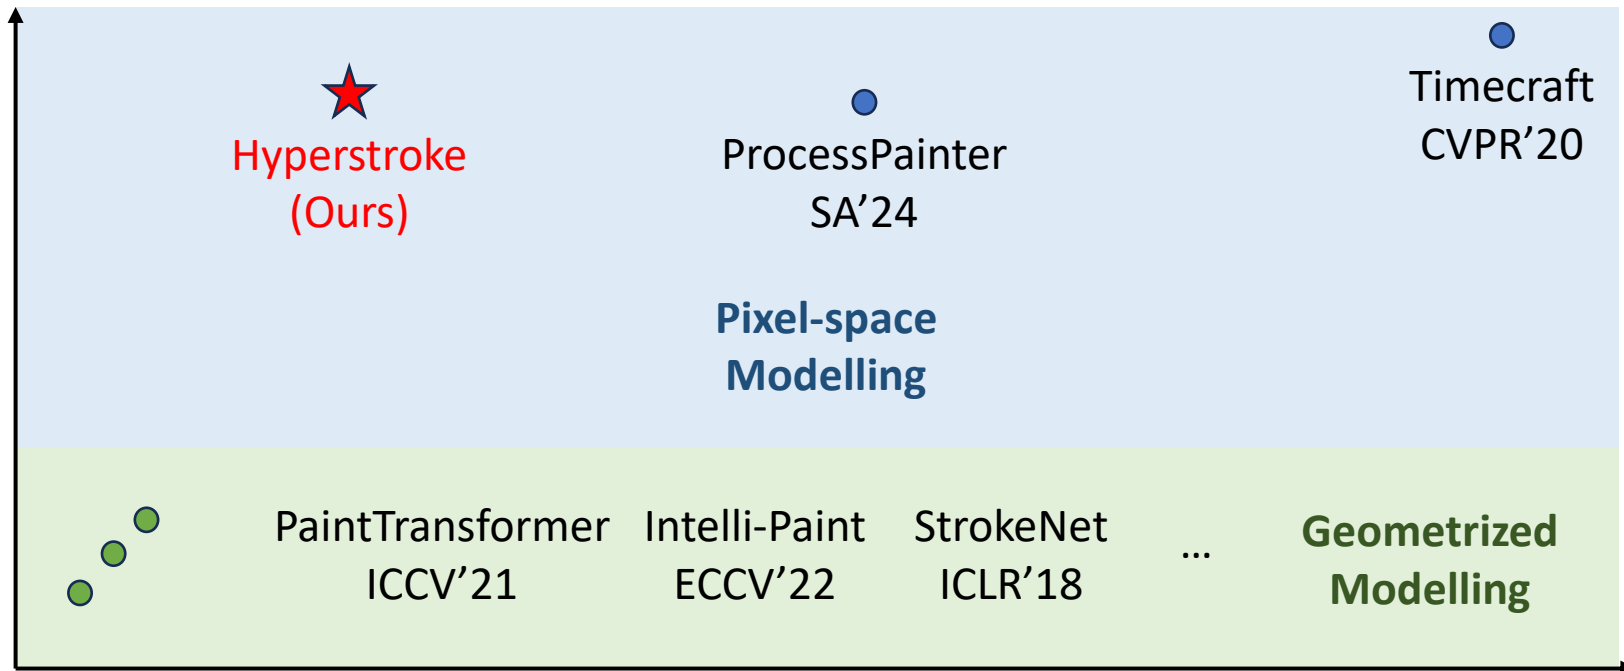 Hyperstroke
(Ours)
ProcessPainter
SA’24
Timecraft
CVPR’20
Pixel-space
Modelling
PaintTransformer
ICCV’21
Intelli-Paint
ECCV’22
StrokeNet
ICLR’18
...
Geometrized
Modelling